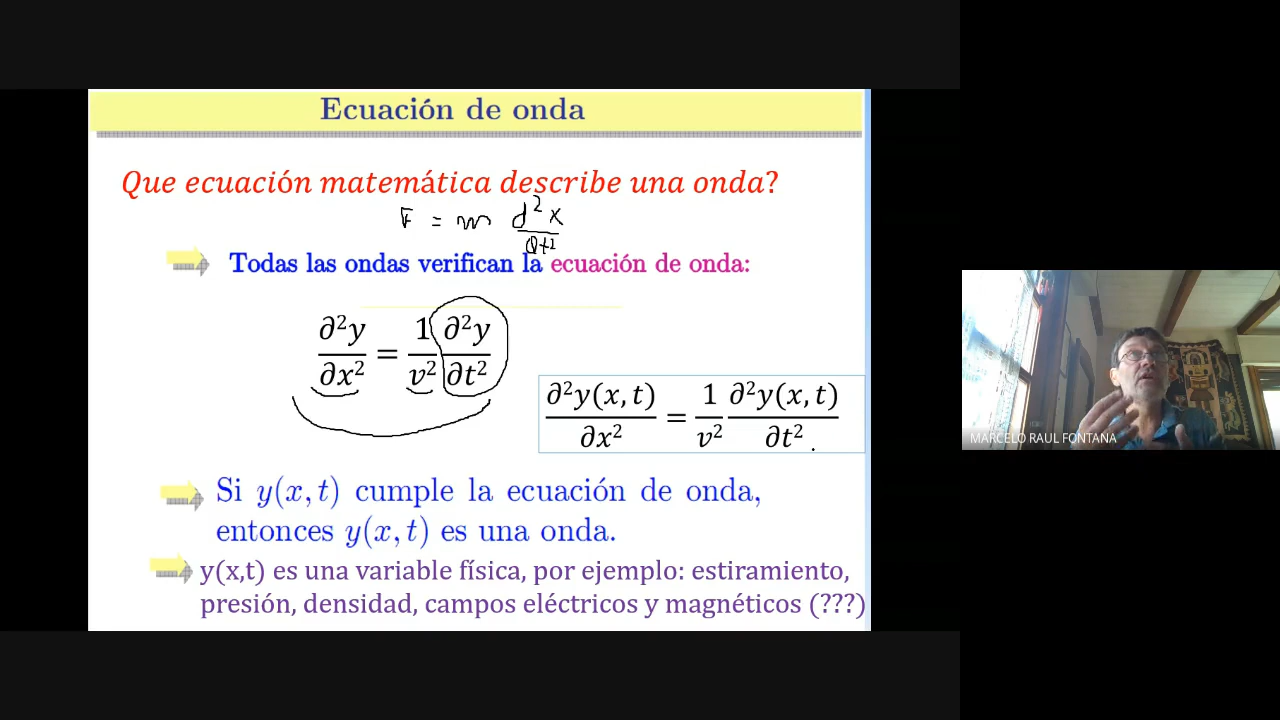 Ecuación de onda
Que ecuación matemática describe una onda?
F = m d²x/dt²
Todas las ondas verifican la ecuación de onda:
∂²y/∂x² = 1/v² ∂²y/∂t²
∂²y(x, t)/∂x² = 1/v² ∂²y(x, t)/∂t²
Si y(x, t) cumple la ecuación de onda,
entonces y(x, t) es una onda.
y(x,t) es una variable física, por ejemplo: estiramiento,
presión, densidad, campos eléctricos y magnéticos (???)
MARCELO RAUL FONTANA